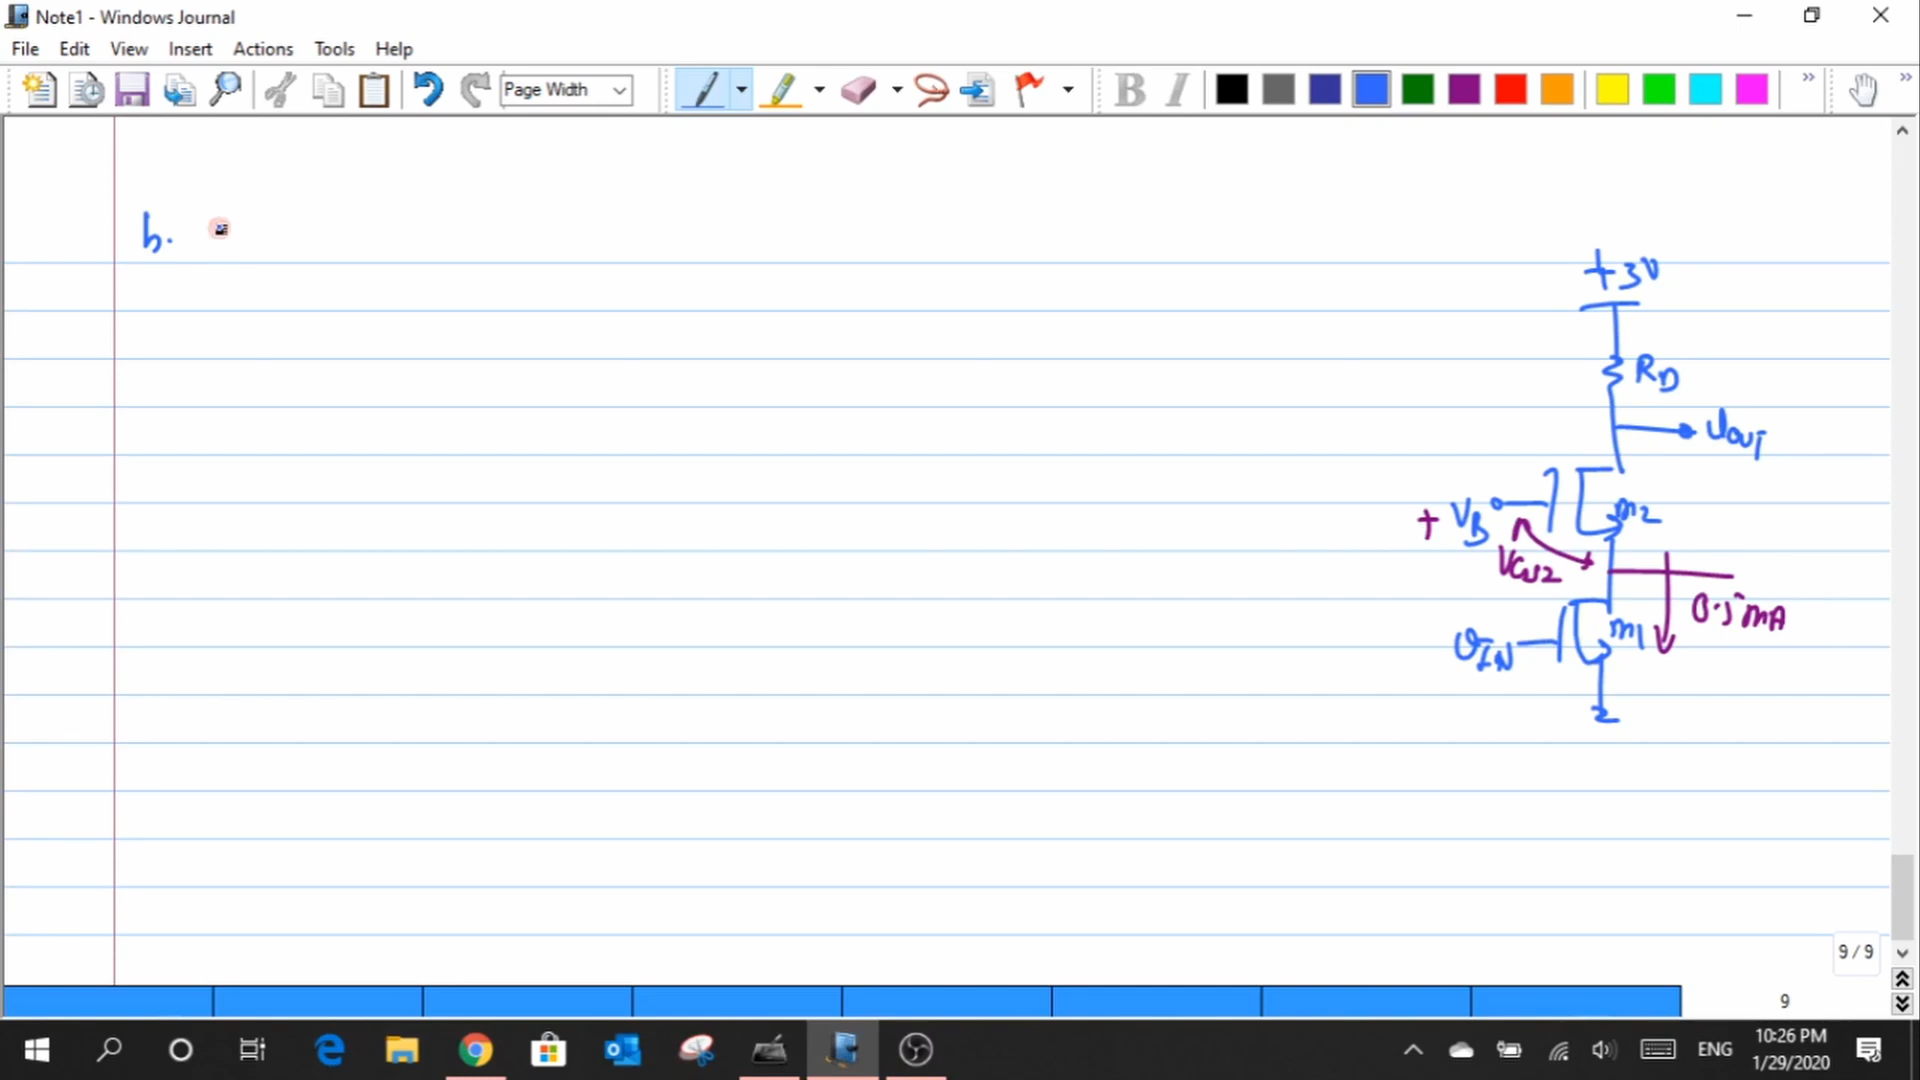 Note1 - Windows Journal
File Edit View Insert Actions Tools Help
Page Width
B I
b.
+3V
RD
VOUT
+ VB
M2
VGS2
0.5mA
M1
VIN
9 / 9
9
ENG
10:26 PM
1/29/2020